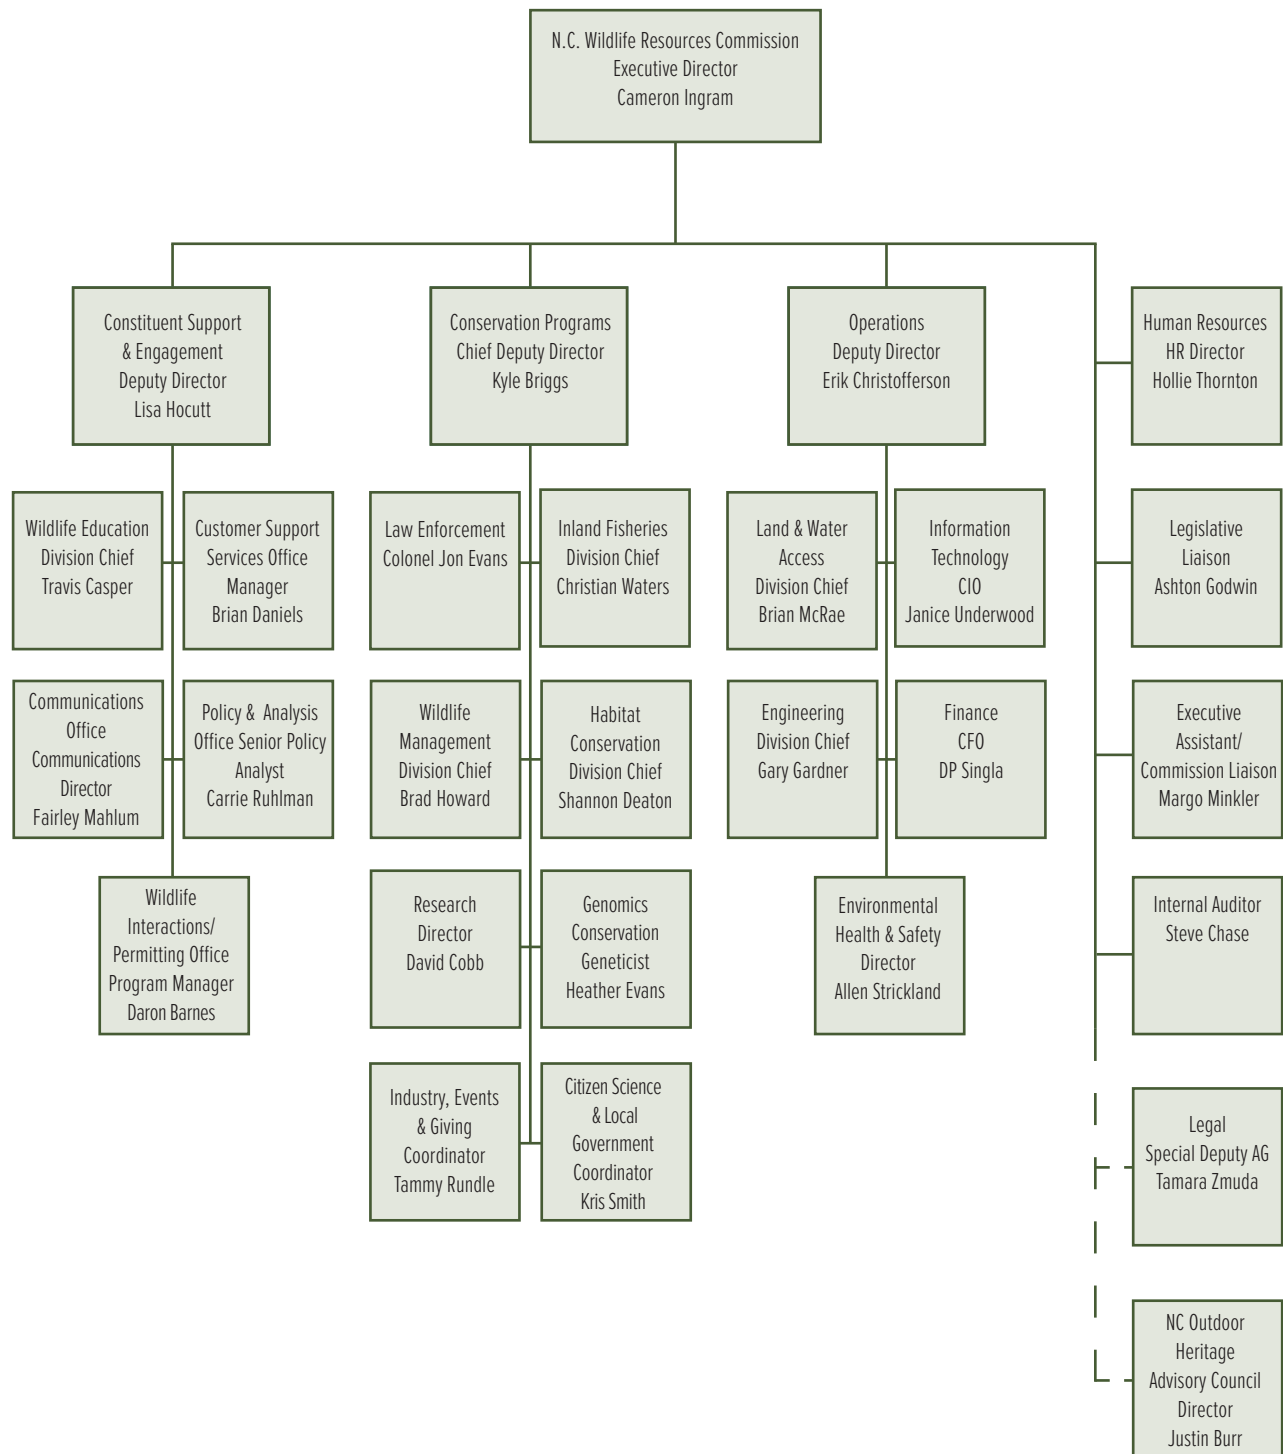 N.C. Wildlife Resources Commission
Executive Director
Cameron Ingram
Constituent Support
& Engagement
Deputy Director
Lisa Hocutt
Conservation Programs
Chief Deputy Director
Kyle Briggs
Operations
Deputy Director
Erik Christofferson
Human Resources
HR Director
Hollie Thornton
Wildlife Education
Division Chief
Travis Casper
Customer Support
Services Office
Manager
Brian Daniels
Law Enforcement
Colonel Jon Evans
Inland Fisheries
Division Chief
Christian Waters
Land & Water
Access
Division Chief
Brian McRae
Information
Technology
CIO
Janice Underwood
Legislative
Liaison
Ashton Godwin
Communications
Office
Communications
Director
Fairley Mahlum
Policy & Analysis
Office Senior Policy
Analyst
Carrie Ruhlman
Wildlife
Management
Division Chief
Brad Howard
Habitat
Conservation
Division Chief
Shannon Deaton
Engineering
Division Chief
Gary Gardner
Finance
CFO
DP Singla
Executive
Assistant/
Commission Liaison
Margo Minkler
Wildlife
Interactions/
Permitting Office
Program Manager
Daron Barnes
Research
Director
David Cobb
Genomics
Conservation
Geneticist
Heather Evans
Environmental
Health & Safety
Director
Allen Strickland
Internal Auditor
Steve Chase
Industry, Events
& Giving
Coordinator
Tammy Rundle
Citizen Science
& Local
Government
Coordinator
Kris Smith
Legal
Special Deputy AG
Tamara Zmuda
NC Outdoor
Heritage
Advisory Council
Director
Justin Burr